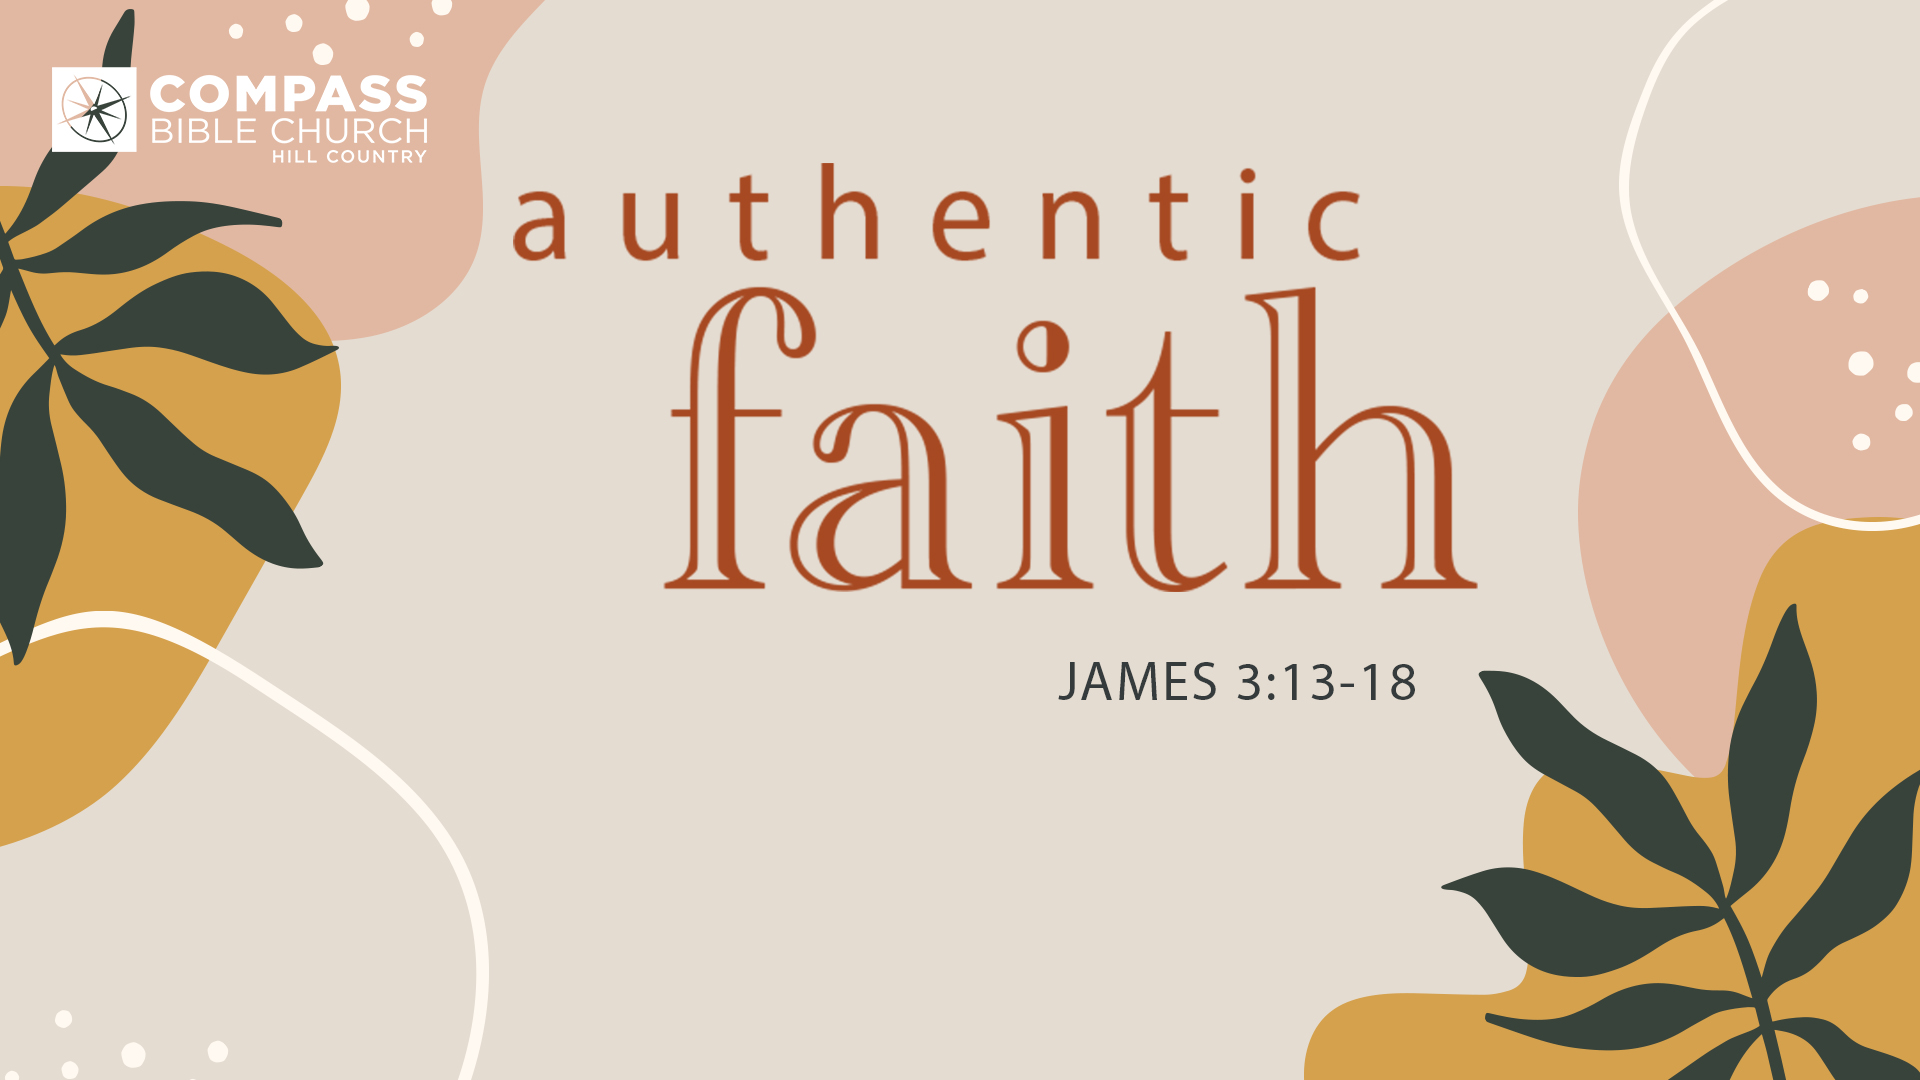 COMPASS
BIBLE CHURCH
HILL COUNTRY
authentic
faith
JAMES 3:13-18